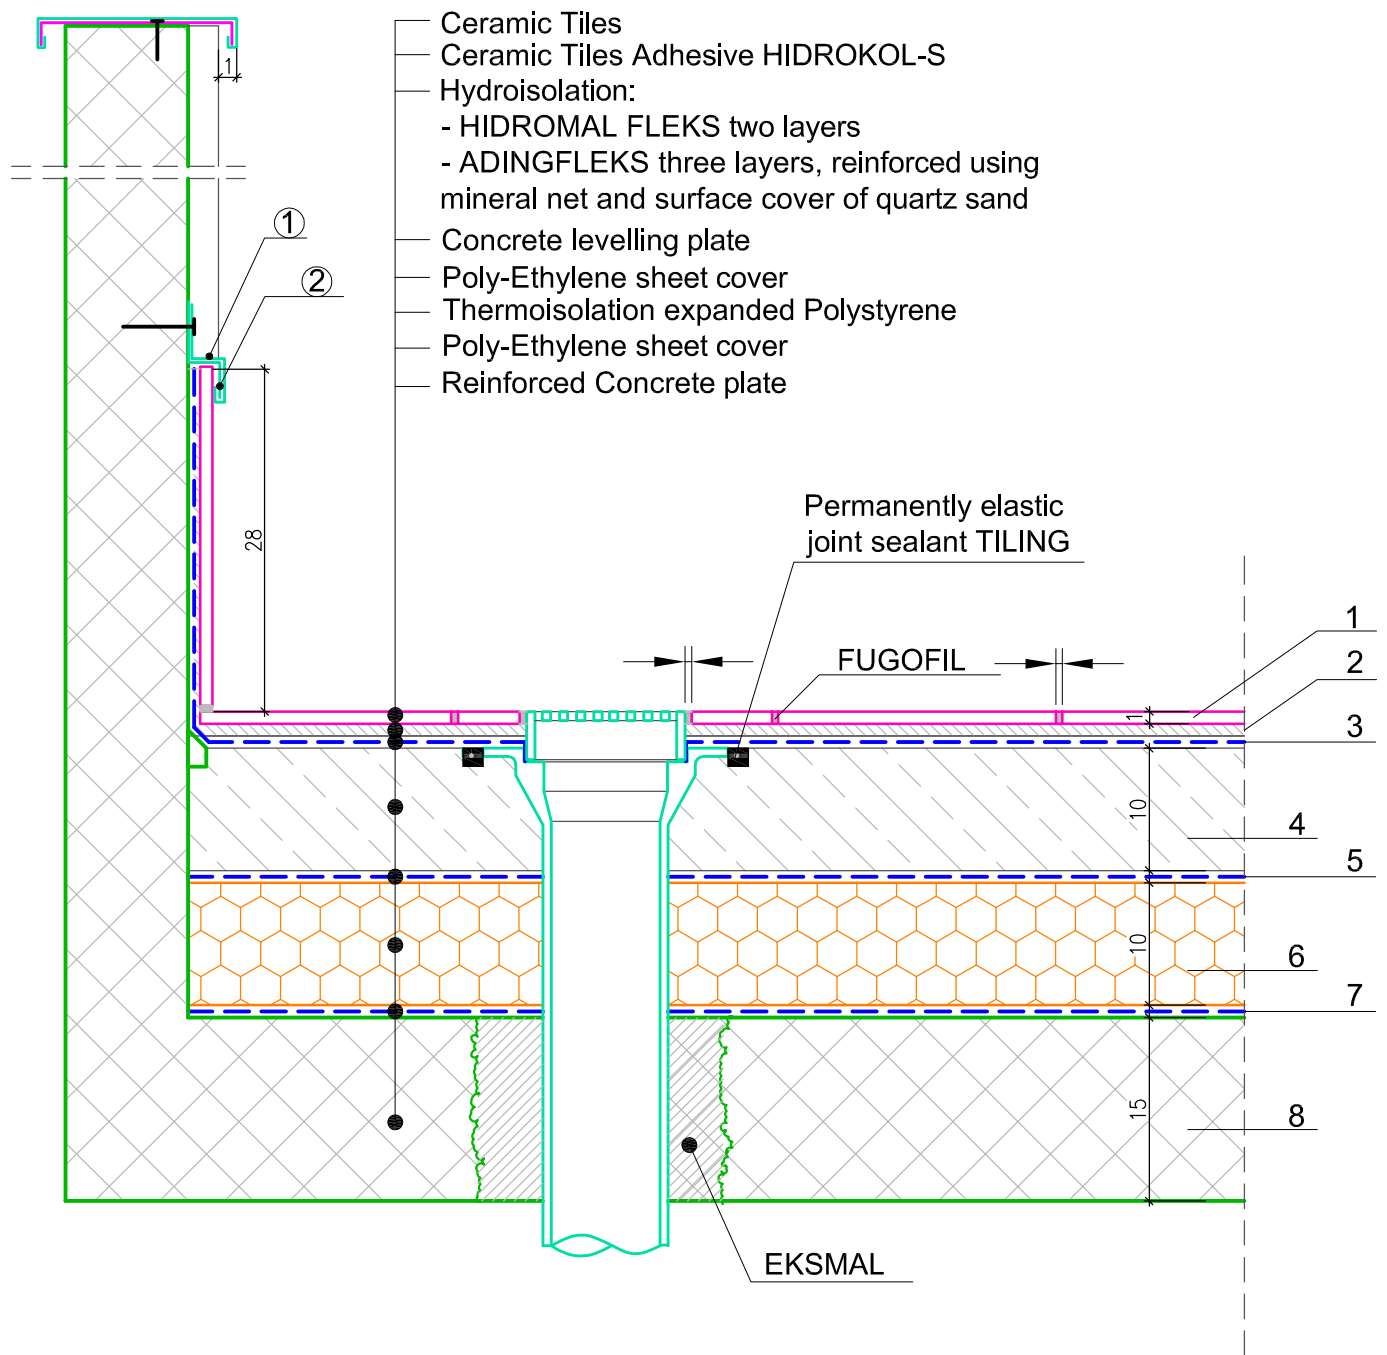 Ceramic Tiles
Ceramic Tiles Adhesive HIDROKOL-S
Hydroisolation:
- HIDROMAL FLEKS two layers
- ADINGFLEKS three layers, reinforced using
mineral net and surface cover of quartz sand
Concrete levelling plate
Poly-Ethylene sheet cover
Thermoisolation expanded Polystyrene
Poly-Ethylene sheet cover
Reinforced Concrete plate
1
1
2
28
Permanently elastic
joint sealant TILING
FUGOFIL
1
2
3
4
5
6
7
8
1
10
10
15
EKSMAL